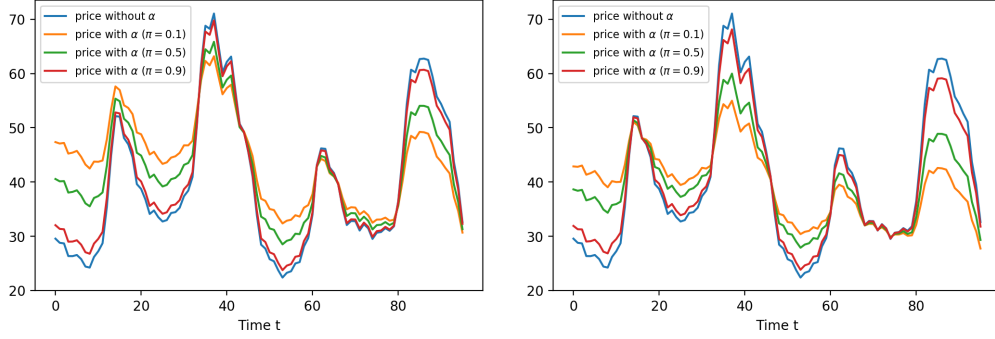 70
60
50
40
30
20
0
20
40
60
80
Time t
price without α
price with α (π = 0.1)
price with α (π = 0.5)
price with α (π = 0.9)
70
60
50
40
30
20
0
20
40
60
80
Time t
price without α
price with α (π = 0.1)
price with α (π = 0.5)
price with α (π = 0.9)